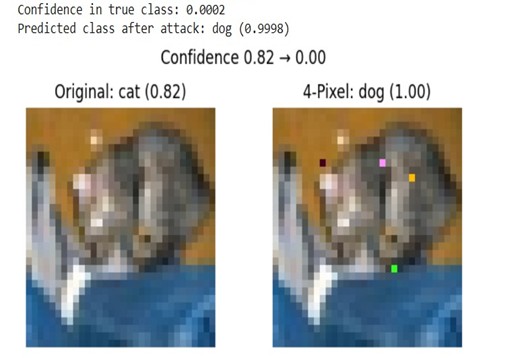 Confidence in true class: 0.0002
Predicted class after attack: dog (0.9998)
Confidence 0.82 → 0.00
Original: cat (0.82)
4-Pixel: dog (1.00)